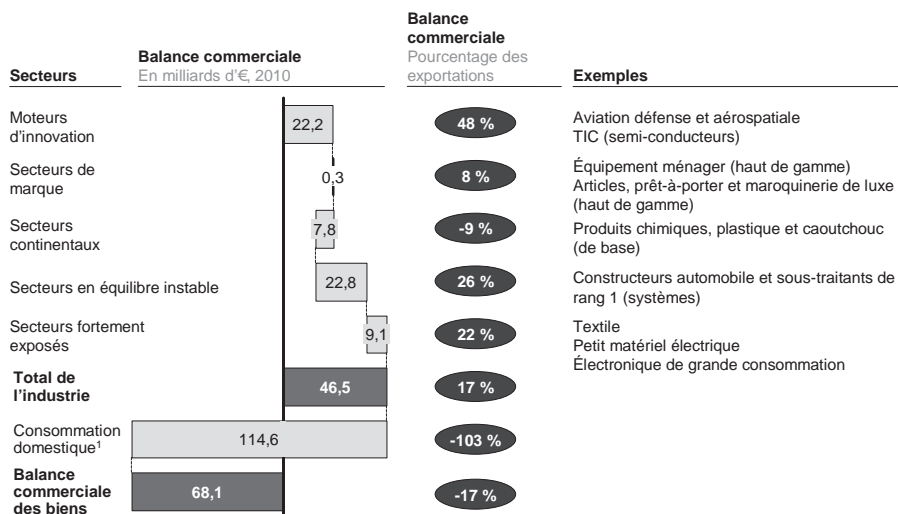 Secteurs
Balance commerciale
En milliards d'€, 2010
Balance
commerciale
Pourcentage des
exportations
Exemples
Moteurs
d'innovation
22,2
48 %
Aviation défense et aérospatiale
TIC (semi-conducteurs)
Secteurs de
marque
0,3
8 %
Équipement ménager (haut de gamme)
Articles, prêt-à-porter et maroquinerie de luxe
(haut de gamme)
Secteurs
continentaux
7,8
-9 %
Produits chimiques, plastique et caoutchouc
(de base)
Secteurs en équilibre instable
22,8
26 %
Constructeurs automobile et sous-traitants de
rang 1 (systèmes)
Secteurs fortement
exposés
9,1
22 %
Textile
Petit matériel électrique
Électronique de grande consommation
Total de
l'industrie
46,5
17 %
Consommation
domestique¹
114,6
-103 %
Balance
commerciale
des biens
68,1
-17 %